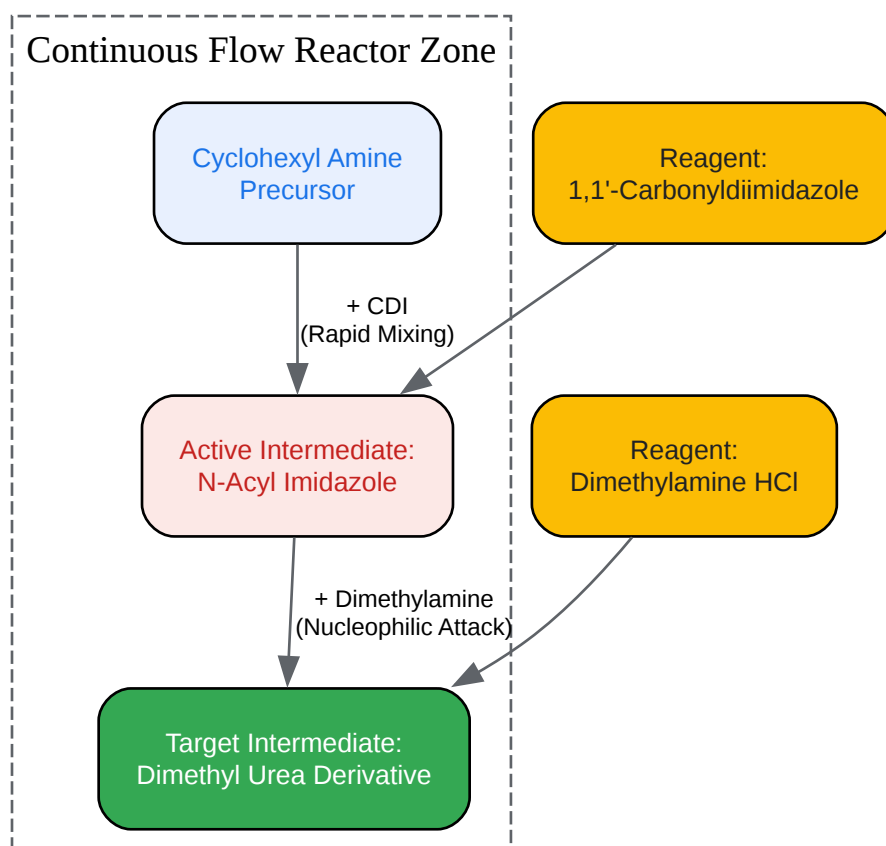 Continuous Flow Reactor Zone
Cyclohexyl Amine
Precursor
Reagent:
1,1'-Carbonyldiimidazole
+ CDI
(Rapid Mixing)
Active Intermediate:
N-Acyl Imidazole
Reagent:
Dimethylamine HCl
+ Dimethylamine
(Nucleophilic Attack)
Target Intermediate:
Dimethyl Urea Derivative